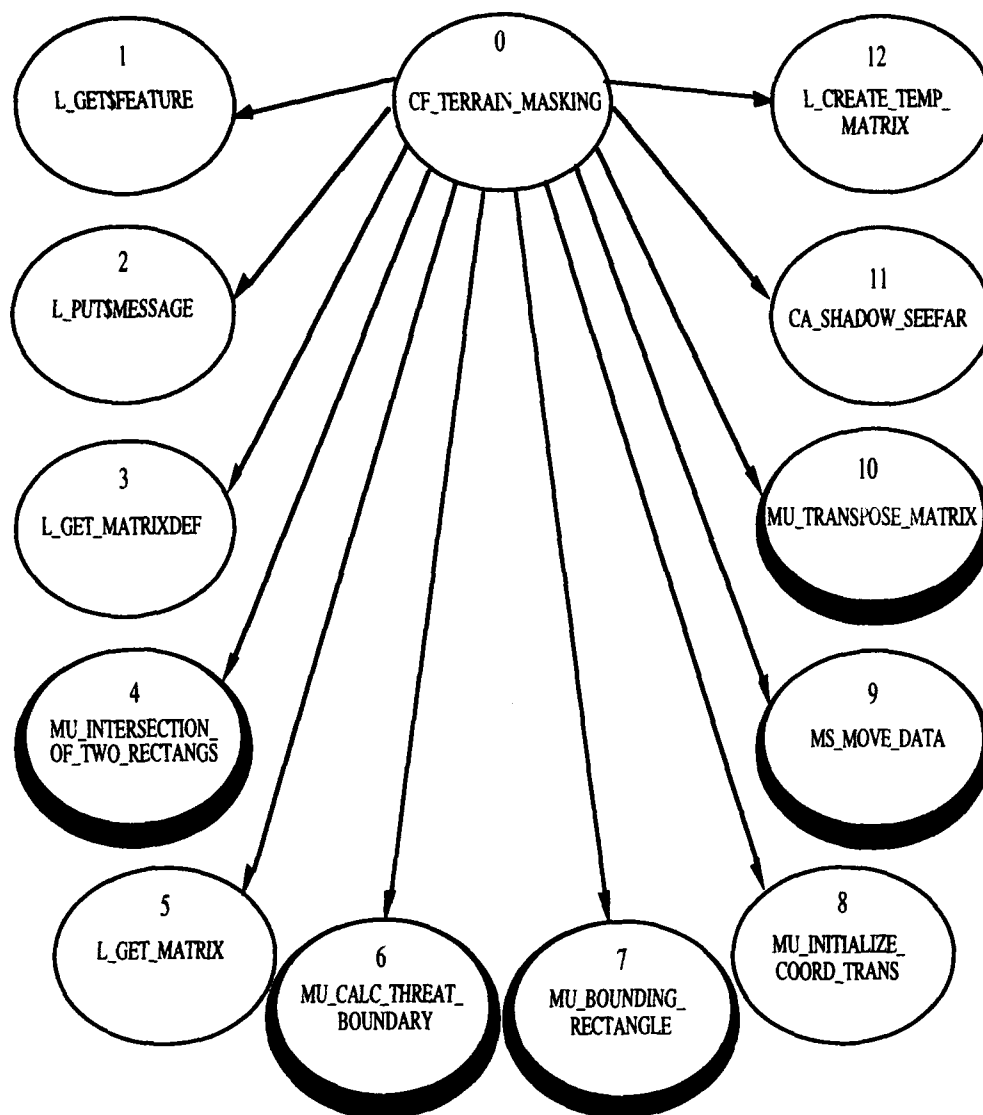 0
CF_TERRAIN_MASKING
1
L_GET$FEATURE
2
L_PUT$MESSAGE
3
L_GET_MATRIXDEF
4
MU_INTERSECTION_
OF_TWO_RECTANGS
5
L_GET_MATRIX
6
MU_CALC_THREAT_
BOUNDARY
7
MU_BOUNDING_
RECTANGLE
8
MU_INITIALIZE_
COORD_TRANS
9
MS_MOVE_DATA
10
MU_TRANSPOSE_MATRIX
11
CA_SHADOW_SEEFAR
12
L_CREATE_TEMP_
MATRIX